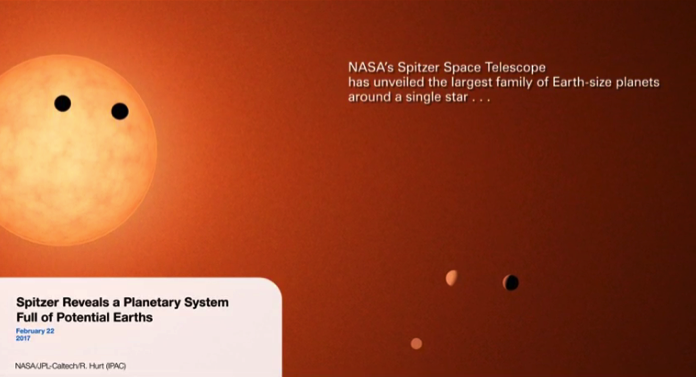 NASA's Spitzer Space Telescope
has unveiled the largest family of Earth-size planets
around a single star . . .
Spitzer Reveals a Planetary System
Full of Potential Earths
February 22
2017
NASA/JPL-Caltech/R. Hurt (IPAC)